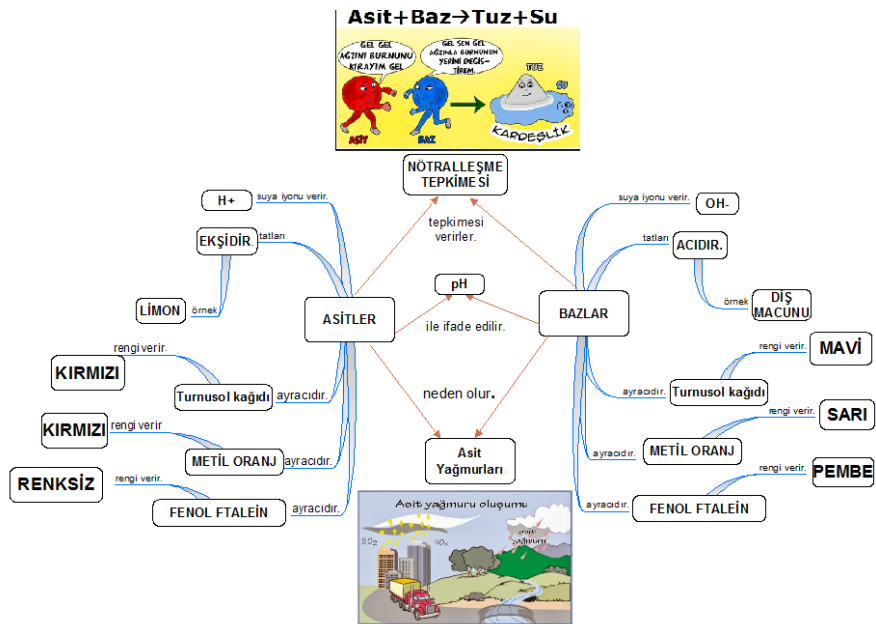 Asit+Baz→Tuz+Su
GEL GEL
AĞZINI BURNUNU
KIRAYIM GEL
GEL SEN GEL
AĞZINLA BURNUNUN
YERİNİ DEĞİŞ-
TİREM.
TUZ
SU
ASİT
BAZ
KARDEŞLİK
NÖTRALLEŞME
TEPKİMESİ
H+
suya iyonu verir.
suya iyonu verir.
OH-
tepkimesi
verirler.
EKŞİDİR.
tatları
tatları
ACIDIR.
pH
LİMON
örnek
ASİTLER
ile ifade edilir.
BAZLAR
örnek
DİŞ
MACUNU
KIRMIZI
rengi verir.
rengi verir.
MAVİ
Turnusol kağıdı
ayracıdır.
neden olur.
ayracıdır.
Turnusol kağıdı
KIRMIZI
rengi verir
rengi verir.
SARI
METİL ORANJ
ayracıdır.
Asit
Yağmurları
ayracıdır.
METİL ORANJ
RENKSİZ
rengi verir.
rengi verir.
PEMBE
FENOL FTALEİN
ayracıdır.
ayracıdır.
FENOL FTALEİN
Asit yağmuru oluşumu
SO2
NOx
asit
yağmuru